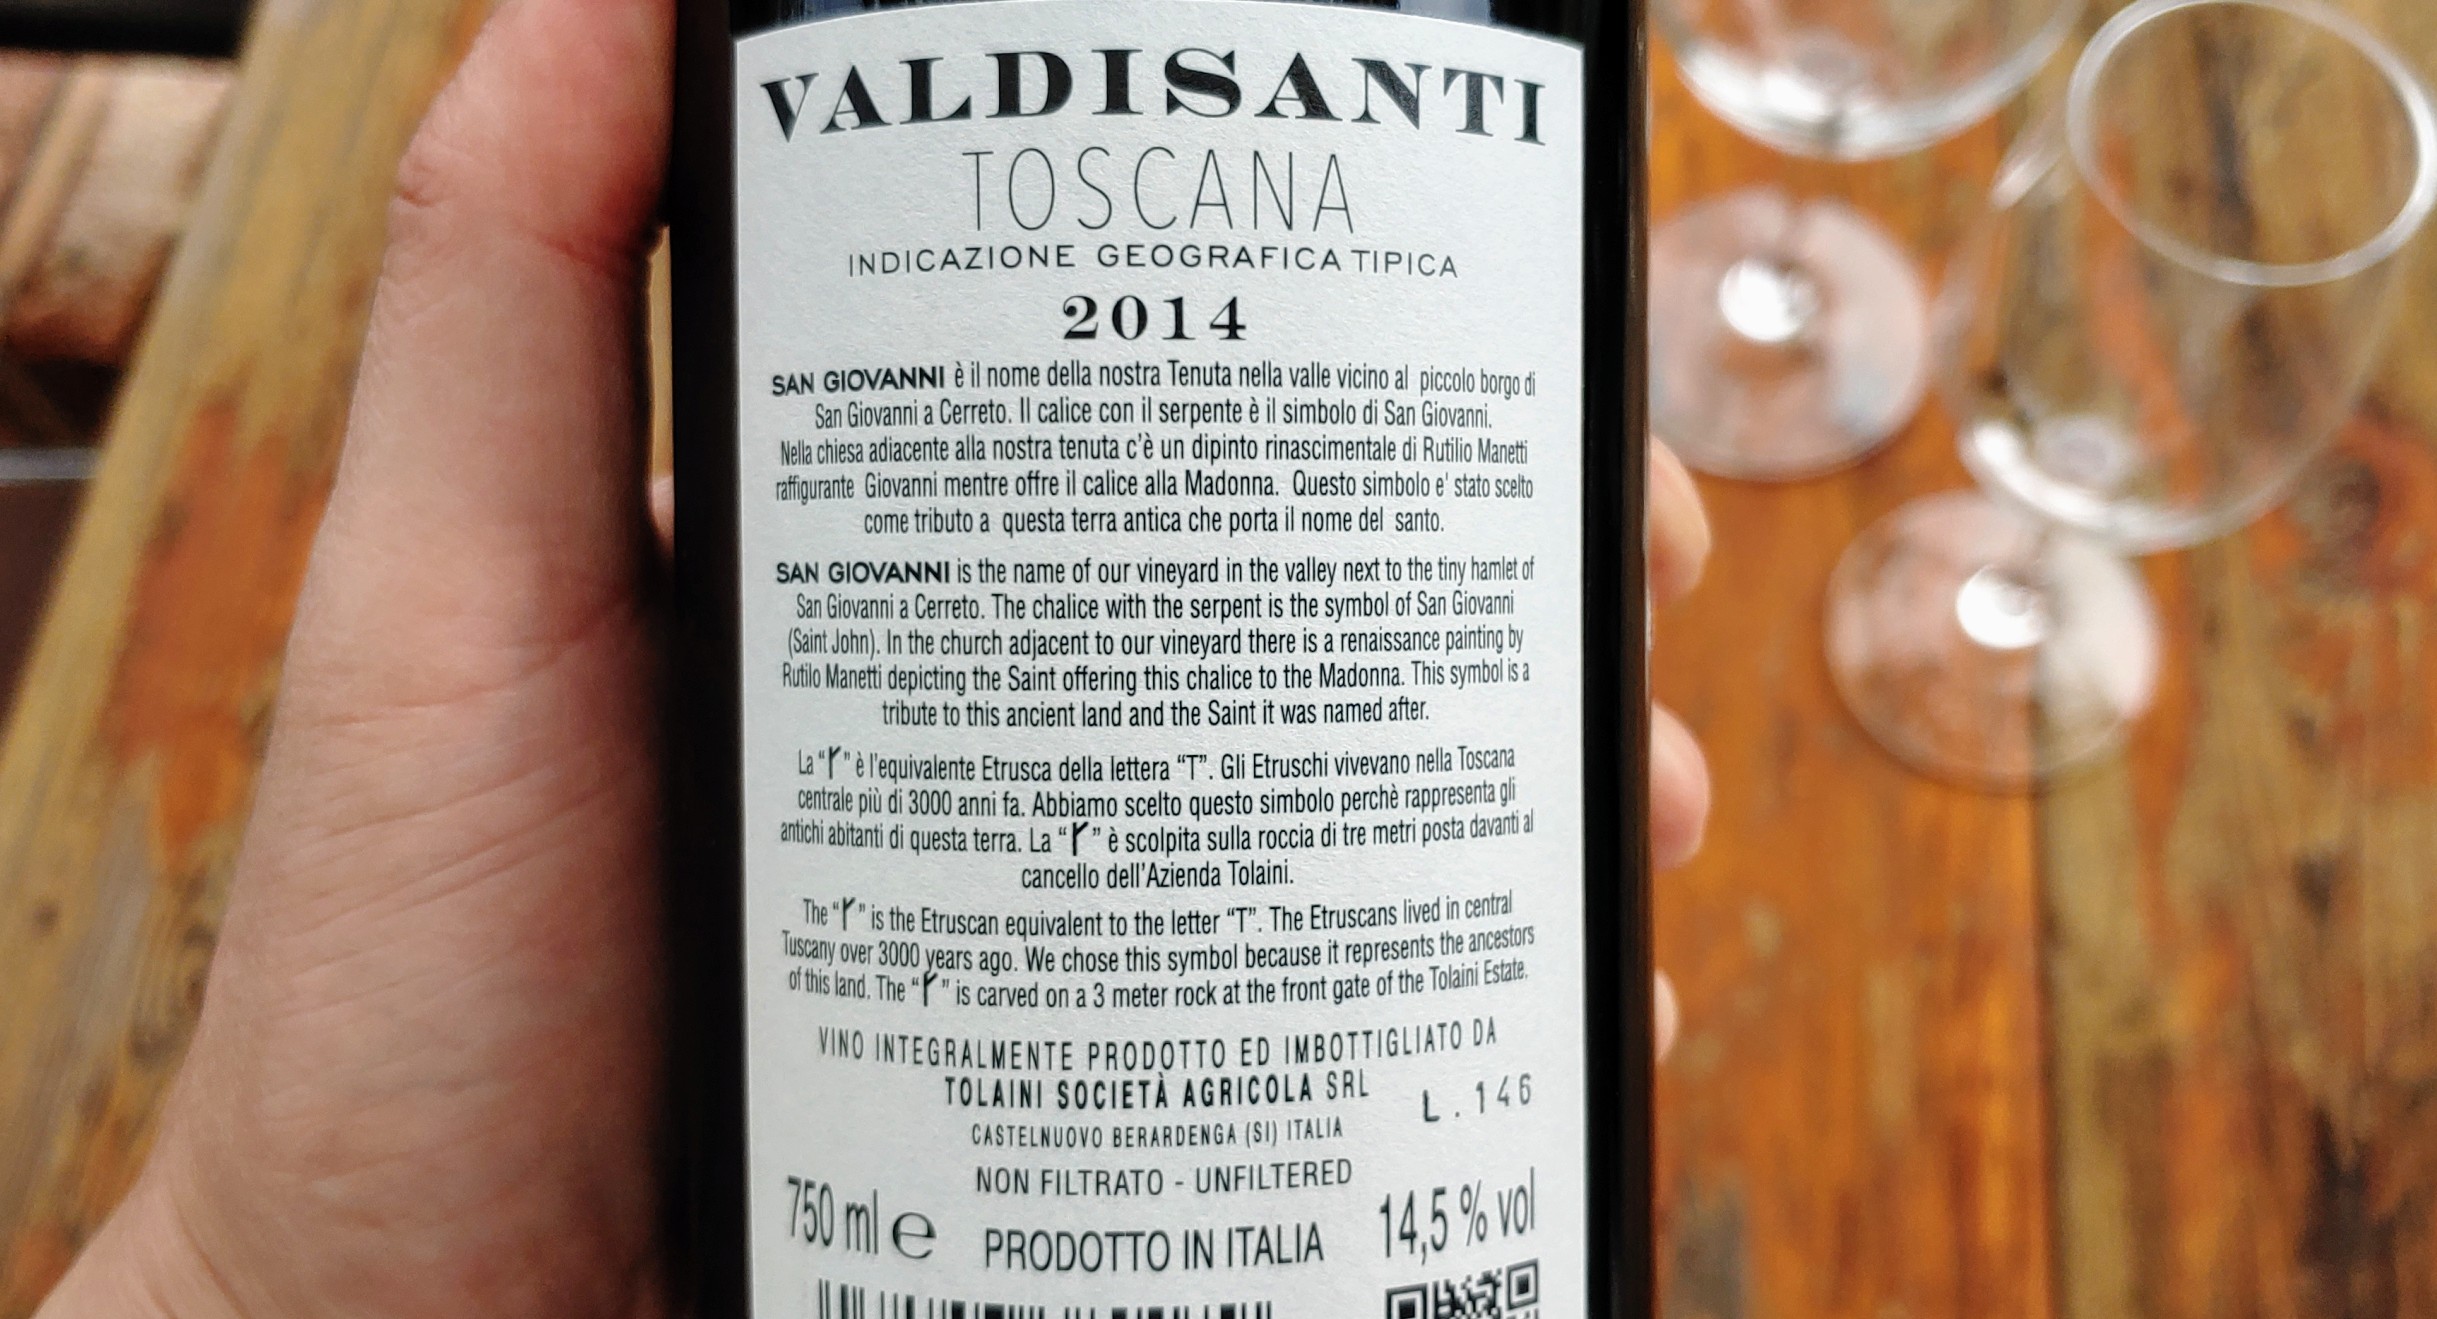 VALDISANTI
TOSCANA
INDICAZIONE GEOGRAFICA TIPICA
2014
SAN GIOVANNI è il nome della nostra Tenuta nella valle vicino al piccolo borgo di
San Giovanni a Cerreto. Il calice con il serpente è il simbolo di San Giovanni.
Nella chiesa adiacente alla nostra tenuta c'è un dipinto rinascimentale di Rutilio Manetti
raffigurante Giovanni mentre offre il calice alla Madonna. Questo simbolo e' stato scelto
come tributo a questa terra antica che porta il nome del santo.
SAN GIOVANNI is the name of our vineyard in the valley next to the tiny hamlet of
San Giovanni a Cerreto. The chalice with the serpent is the symbol of San Giovanni
(Saint John). In the church adjacent to our vineyard there is a renaissance painting by
Rutilo Manetti depicting the Saint offering this chalice to the Madonna. This symbol is a
tribute to this ancient land and the Saint it was named after.
La "𐌕" è l'equivalente Etrusca della lettera “T”. Gli Etruschi vivevano nella Toscana
centrale più di 3000 anni fa. Abbiamo scelto questo simbolo perchè rappresenta gli
antichi abitanti di questa terra. La “𐌕” è scolpita sulla roccia di tre metri posta davanti al
cancello dell'Azienda Tolaini.
The “𐌕” is the Etruscan equivalent to the letter “T”. The Etruscans lived in central
Tuscany over 3000 years ago. We chose this symbol because it represents the ancestors
of this land. The “𐌕” is carved on a 3 meter rock at the front gate of the Tolaini Estate.
VINO INTEGRALMENTE PRODOTTO ED IMBOTTIGLIATO DA
TOLAINI SOCIETÀ AGRICOLA SRL
L.146
CASTELNUOVO BERARDENGA (SI) ITALIA
NON FILTRATO - UNFILTERED
750 ml e PRODOTTO IN ITALIA 14,5 % vol